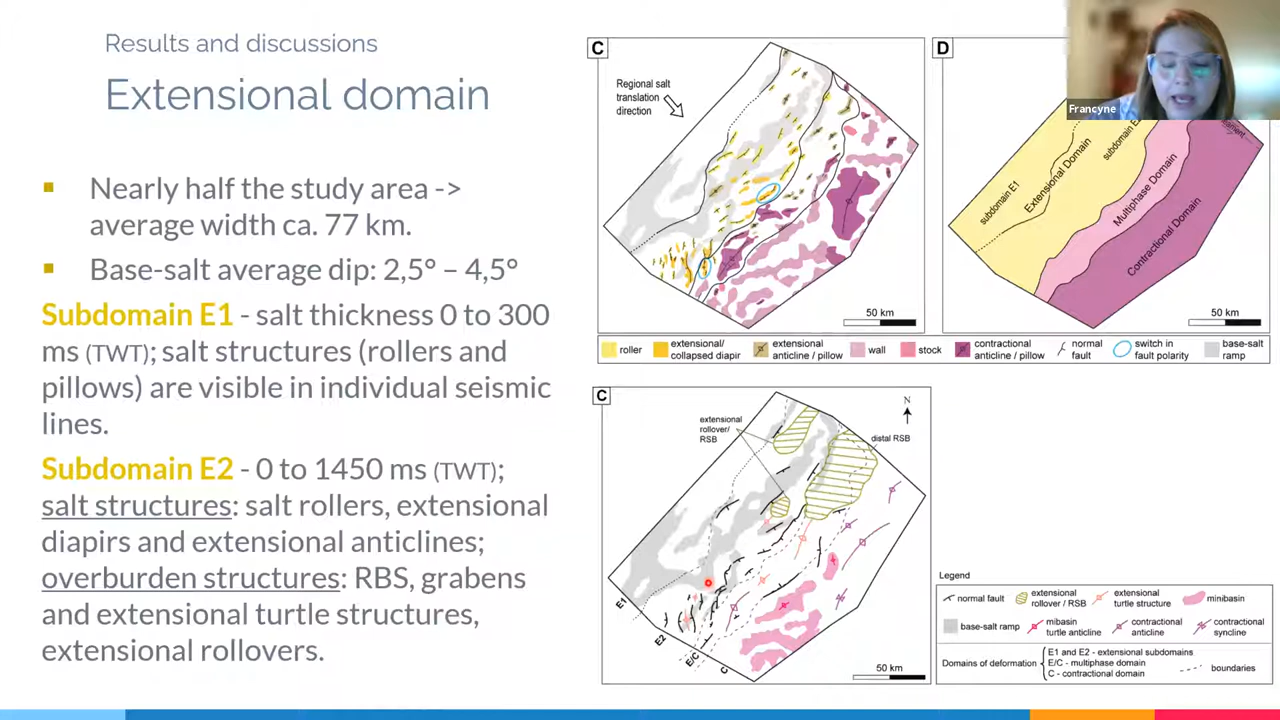 Results and discussions
Extensional domain
Nearly half the study area ->
average width ca. 77 km.
Base-salt average dip: 2,5° – 4,5°
Subdomain E1 - salt thickness 0 to 300
ms (TWT); salt structures (rollers and
pillows) are visible in individual seismic
lines.
Subdomain E2 - 0 to 1450 ms (TWT);
salt structures: salt rollers, extensional
diapirs and extensional anticlines;
overburden structures: RBS, grabens
and extensional turtle structures,
extensional rollovers.
C
Regional salt
translation
direction
50 km
D
Francyne
subdomain E1
Extensional Domain
subdomain
Multiphase Domain
Contractional Domain
50 km
roller
extensional/
collapsed diapir
extensional
anticline / pillow
wall
stock
contractional
anticline / pillow
normal
fault
switch in
fault polarity
base-salt
ramp
C
N
extensional
rollover/
RSB
distal RSB
E1
E2
E/C
C
50 km
Legend
normal fault
extensional
rollover / RSB
extensional
turtle structure
minibasin
base-salt ramp
mibasin
turtle anticline
contractional
anticline
contractional
syncline
Domains of deformation
E1 and E2 - extensional subdomains
E/C - multiphase domain
C - contractional domain
boundaries